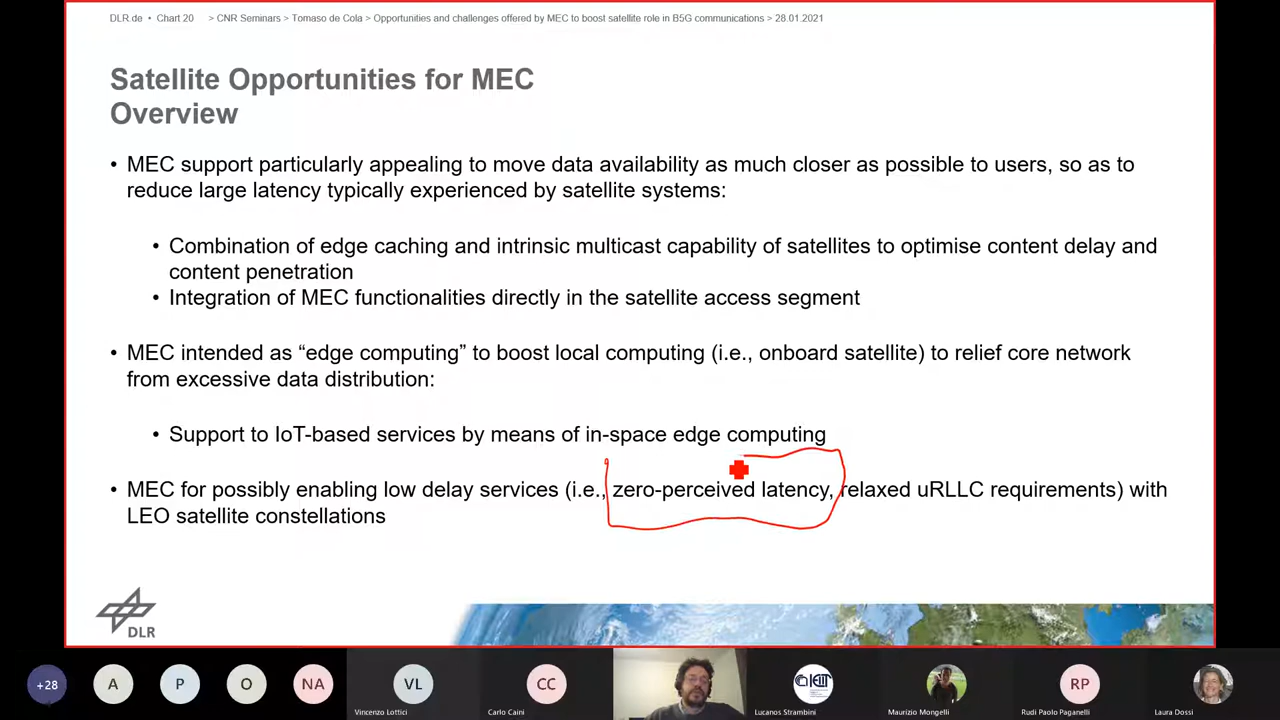 DLR.de • Chart 20 > CNR Seminars > Tomaso de Cola > Opportunities and challenges offered by MEC to boost satellite role in B5G communications > 28.01.2021
Satellite Opportunities for MEC
Overview
• MEC support particularly appealing to move data availability as much closer as possible to users, so as to
reduce large latency typically experienced by satellite systems:
• Combination of edge caching and intrinsic multicast capability of satellites to optimise content delay and
content penetration
• Integration of MEC functionalities directly in the satellite access segment
• MEC intended as “edge computing” to boost local computing (i.e., onboard satellite) to relief core network
from excessive data distribution:
• Support to IoT-based services by means of in-space edge computing
• MEC for possibly enabling low delay services (i.e., zero-perceived latency, relaxed uRLLC requirements) with
LEO satellite constellations
DLR
+28 A P O NA VL CC IEIIT RP
Vincenzo Lottici Carlo Caini Lucanos Strambini Maurizio Mongelli Rudi Paolo Paganelli Laura Dossi